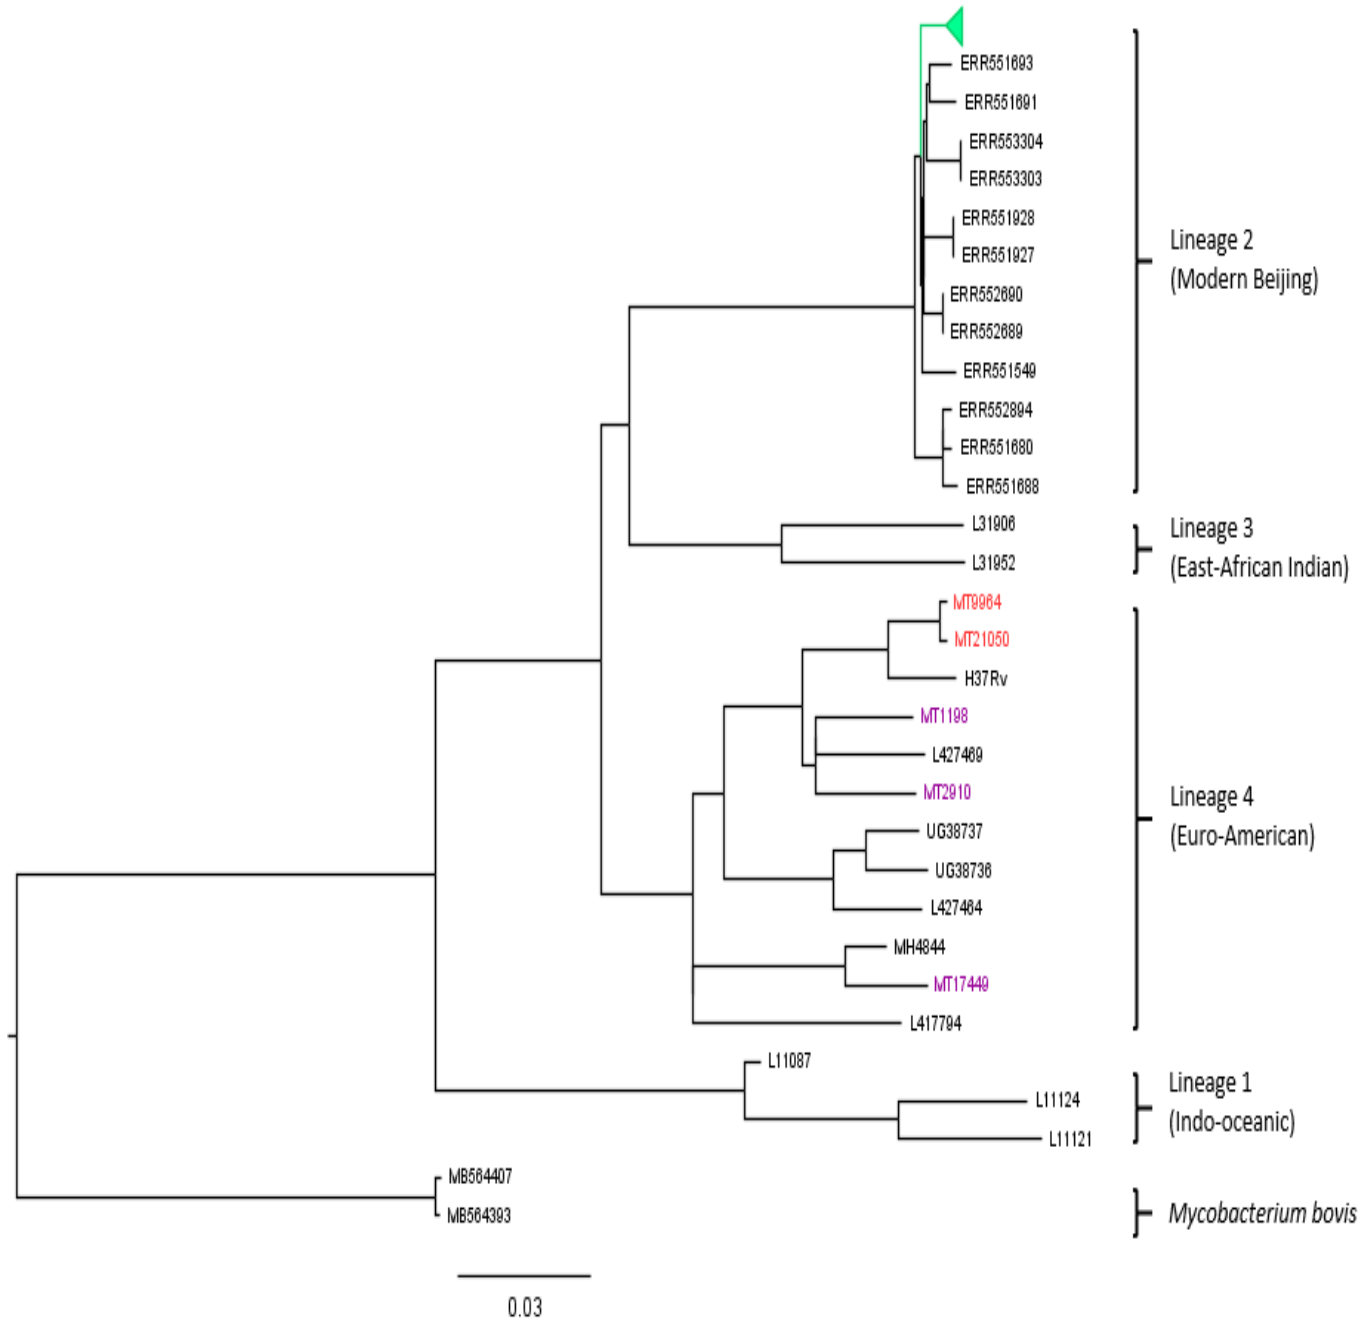 ERR551693
ERR551691
ERR553304
ERR553303
ERR551928
ERR551927
ERR552690
ERR552689
ERR551549
ERR552894
ERR551680
ERR551688
Lineage 2
(Modern Beijing)
L31906
L31952
Lineage 3
(East-African Indian)
MT9964
MT21050
H37Rv
MT1198
L427469
MT2910
UG38737
UG38736
L427464
MH4844
MT17449
L417794
Lineage 4
(Euro-American)
L11087
L11124
L11121
Lineage 1
(Indo-oceanic)
MB564407
MB564393
Mycobacterium bovis
0.03